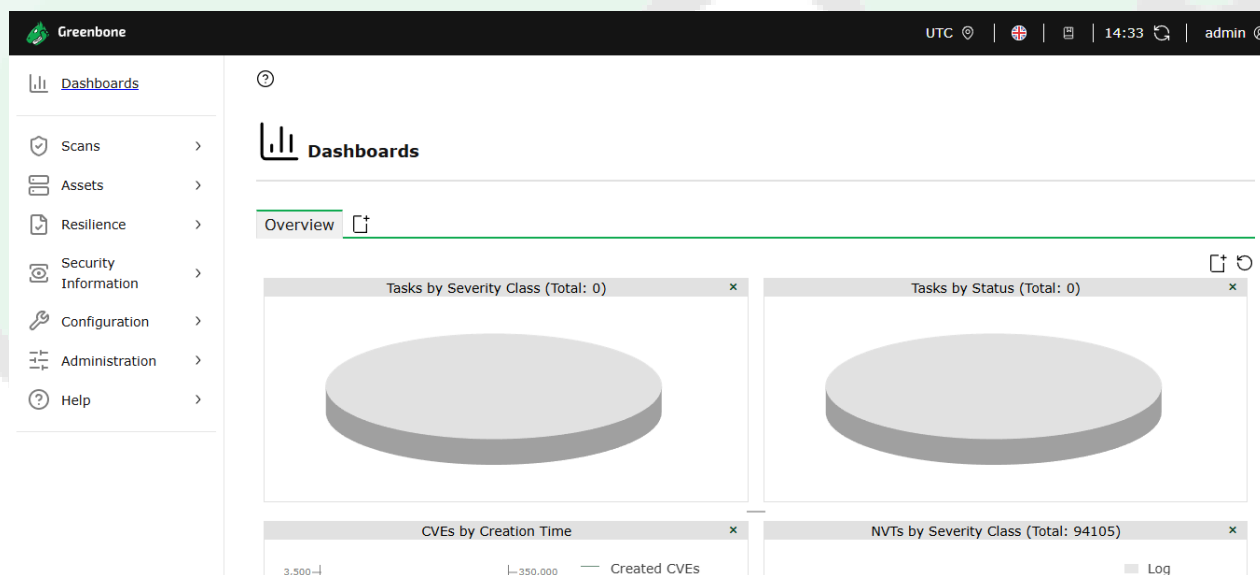 Greenbone
UTC
14:33
admin
Dashboards
Scans
Assets
Resilience
Security
Information
Configuration
Administration
Help
Dashboards
Overview
Tasks by Severity Class (Total: 0)
Tasks by Status (Total: 0)
CVEs by Creation Time
NVTs by Severity Class (Total: 94105)
3,500
350,000
Created CVEs
Log